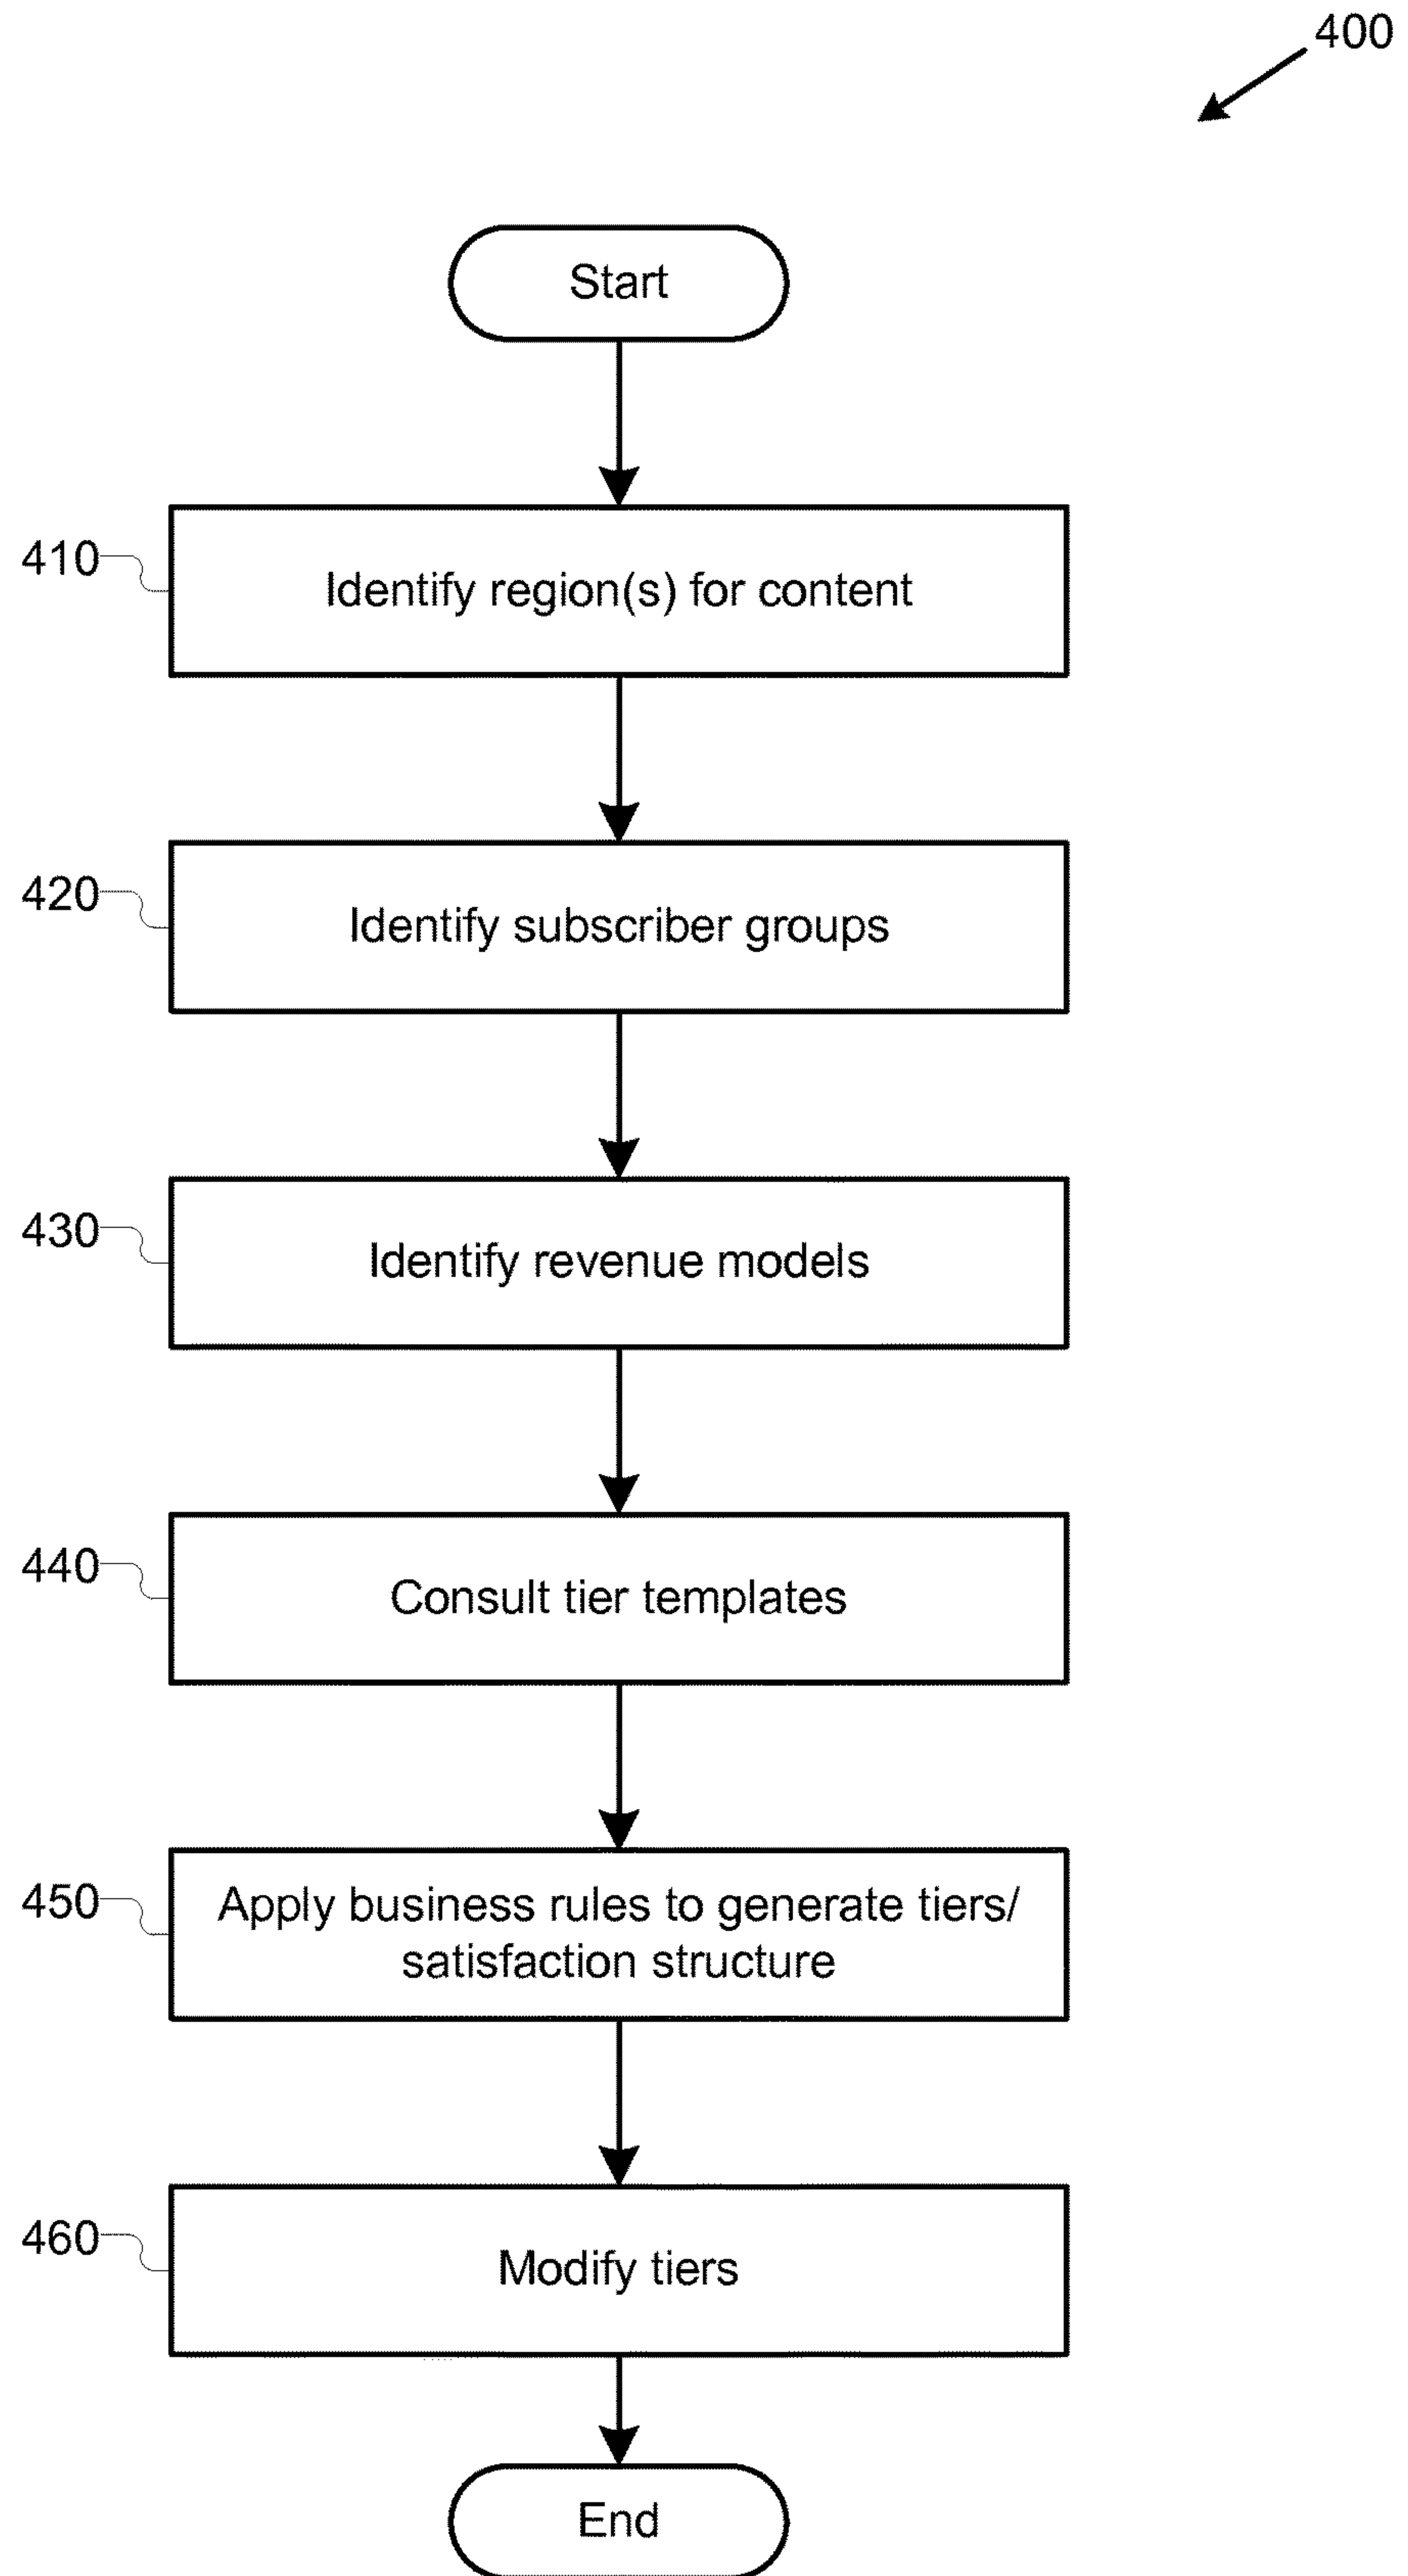 400
Start
410
Identify region(s) for content
420
Identify subscriber groups
430
Identify revenue models
440
Consult tier templates
450
Apply business rules to generate tiers/
satisfaction structure
460
Modify tiers
End